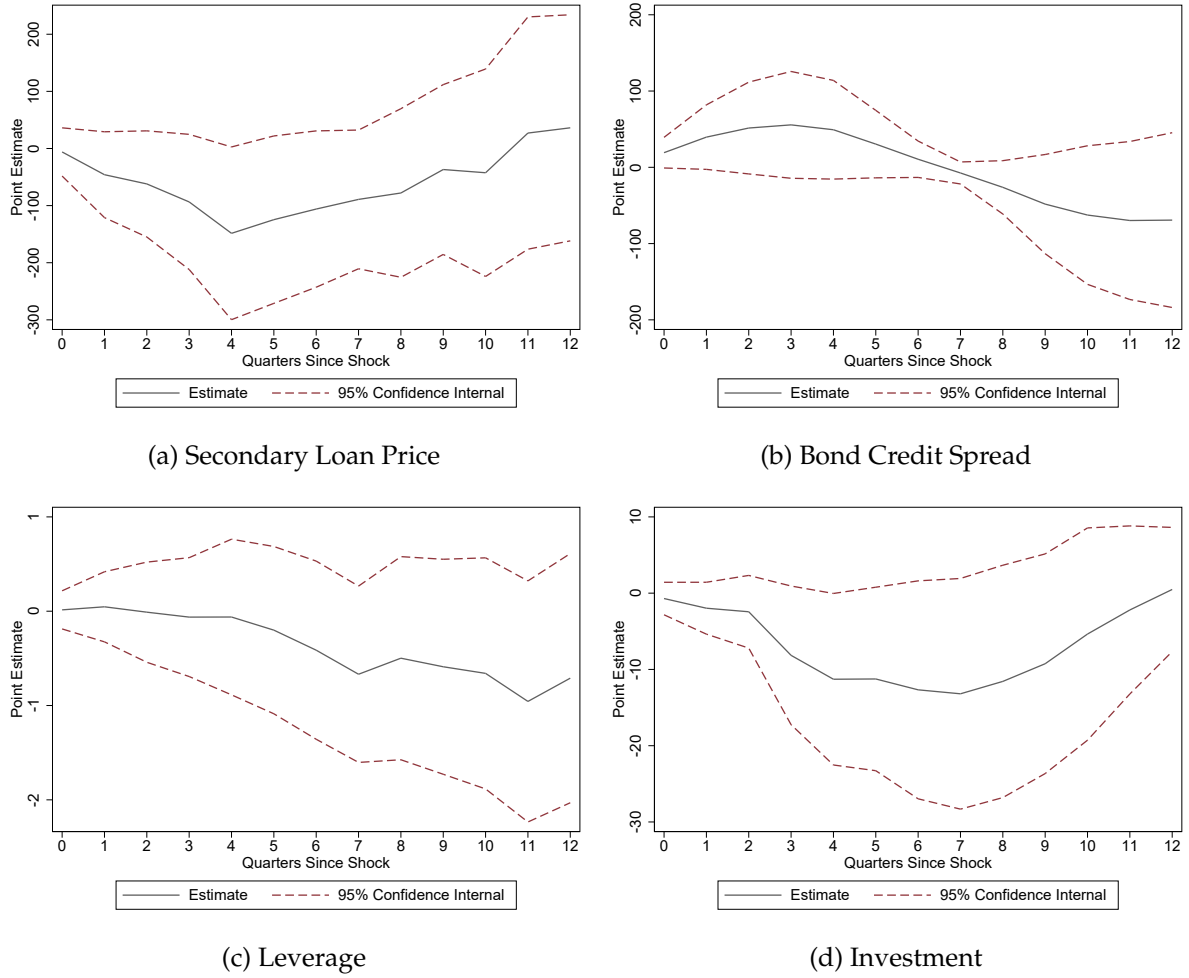 200
100
0
-100
-200
-300
Point Estimate
0 1 2 3 4 5 6 7 8 9 10 11 12
Quarters Since Shock
Estimate 95% Confidence Internal
(a) Secondary Loan Price
200
100
0
-100
-200
Point Estimate
0 1 2 3 4 5 6 7 8 9 10 11 12
Quarters Since Shock
Estimate 95% Confidence Internal
(b) Bond Credit Spread
1
0
-1
-2
Point Estimate
0 1 2 3 4 5 6 7 8 9 10 11 12
Quarters Since Shock
Estimate 95% Confidence Internal
(c) Leverage
10
0
-10
-20
-30
Point Estimate
0 1 2 3 4 5 6 7 8 9 10 11 12
Quarters Since Shock
Estimate 95% Confidence Internal
(d) Investment